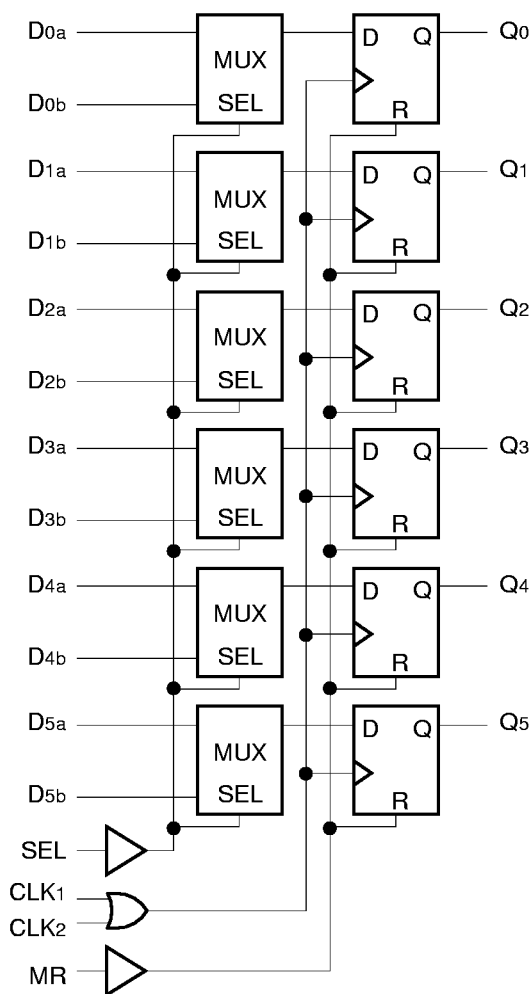 D0a MUX D Q Q0
D0b SEL R
D1a MUX D Q Q1
D1b SEL R
D2a MUX D Q Q2
D2b SEL R
D3a MUX D Q Q3
D3b SEL R
D4a MUX D Q Q4
D4b SEL R
D5a MUX D Q Q5
D5b SEL R
SEL
CLK1
CLK2
MR